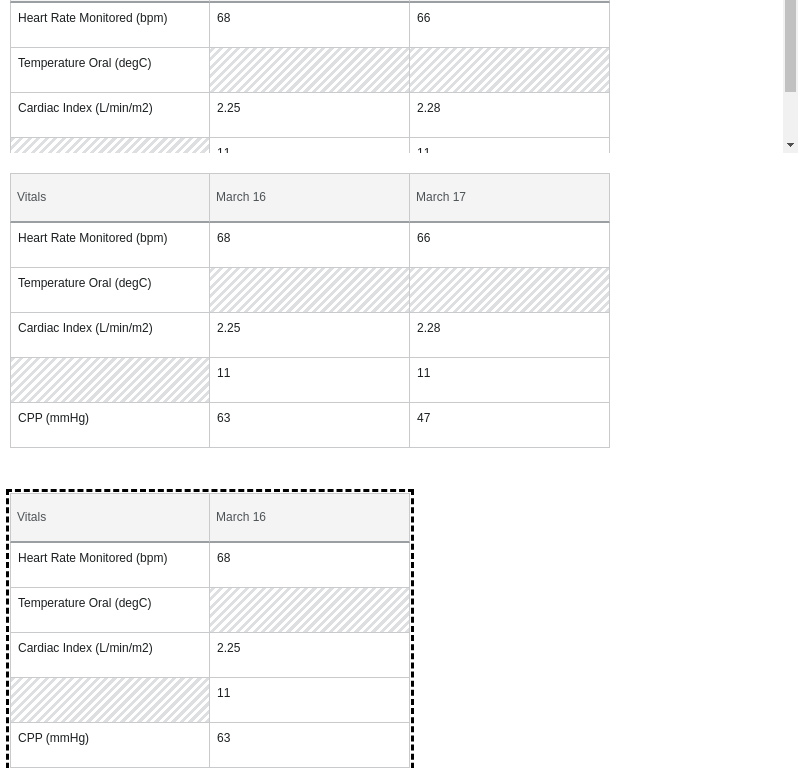 Heart Rate Monitored (bpm) 68 66
Temperature Oral (degC)
Cardiac Index (L/min/m2) 2.25 2.28
11 11
Vitals March 16 March 17
Heart Rate Monitored (bpm) 68 66
Temperature Oral (degC)
Cardiac Index (L/min/m2) 2.25 2.28
11 11
CPP (mmHg) 63 47
Vitals March 16
Heart Rate Monitored (bpm) 68
Temperature Oral (degC)
Cardiac Index (L/min/m2) 2.25
11
CPP (mmHg) 63